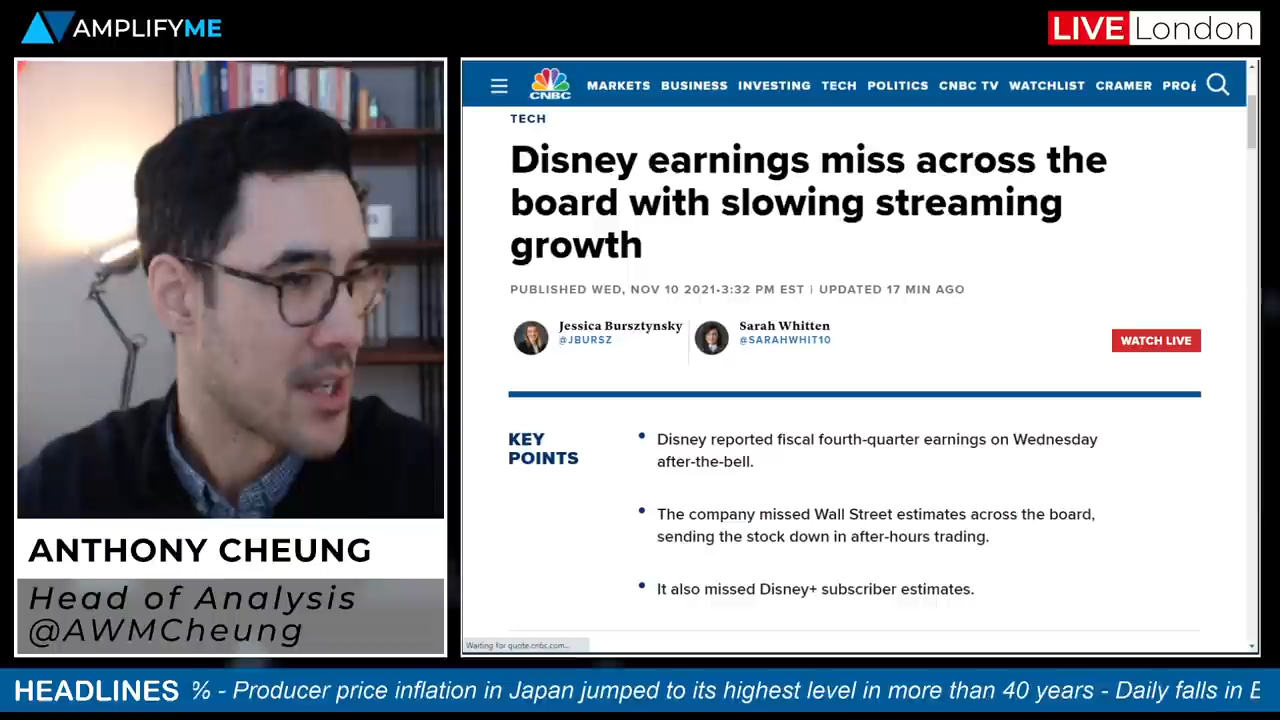 AMPLIFYME
LIVE London
CNBC
MARKETS BUSINESS INVESTING TECH POLITICS CNBC TV WATCHLIST CRAMER
TECH
Disney earnings miss across the
board with slowing streaming
growth
PUBLISHED WED, NOV 10 2021•3:32 PM EST | UPDATED 17 MIN AGO
Jessica Bursztynsky
@JBURSZ
Sarah Whitten
@SARAHWHIT10
WATCH LIVE
KEY
POINTS
• Disney reported fiscal fourth-quarter earnings on Wednesday
after-the-bell.
• The company missed Wall Street estimates across the board,
sending the stock down in after-hours trading.
• It also missed Disney+ subscriber estimates.
Waiting for quote.cnbc.com...
ANTHONY CHEUNG
Head of Analysis
@AWMCheung
HEADLINES % - Producer price inflation in Japan jumped to its highest level in more than 40 years - Daily falls in